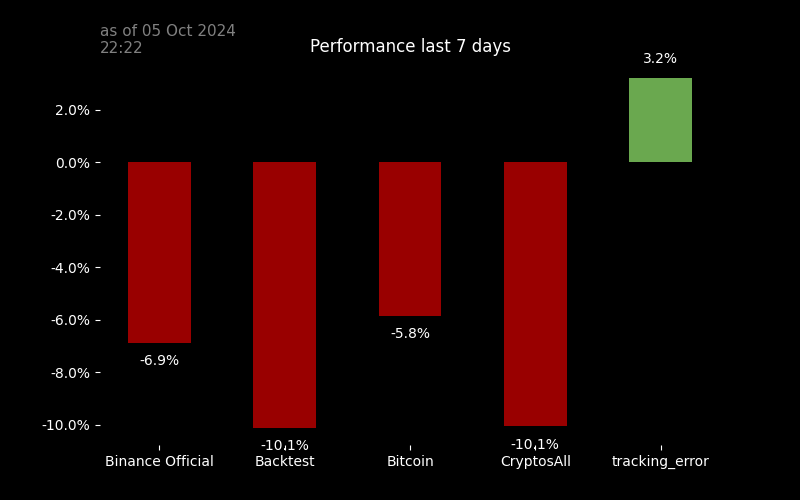 as of 05 Oct 2024
22:22
Performance last 7 days
3.2%
2.0%
0.0%
-2.0%
-4.0%
-6.0%
-8.0%
-10.0%
-6.9%
-10.1%
-5.8%
-10.1%
Binance Official
Backtest
Bitcoin
CryptosAll
tracking_error